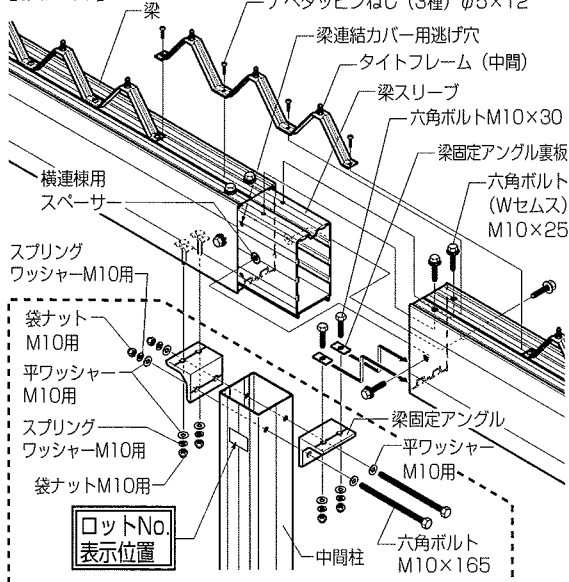 ナベタッピンねじ（3種）φ5×12
梁
梁連結カバー用逃げ穴
タイトフレーム（中間）
梁スリーブ
六角ボルトM10×30
梁固定アングル裏板
六角ボルト
（Wセムス）
M10×25
横連棟用
スペーサー
スプリング
ワッシャーM10用
袋ナット
M10用
平ワッシャー
M10用
スプリング
ワッシャーM10用
袋ナットM10用
梁固定アングル
平ワッシャー
M10用
ロットNo.
表示位置
中間柱
六角ボルト
M10×165